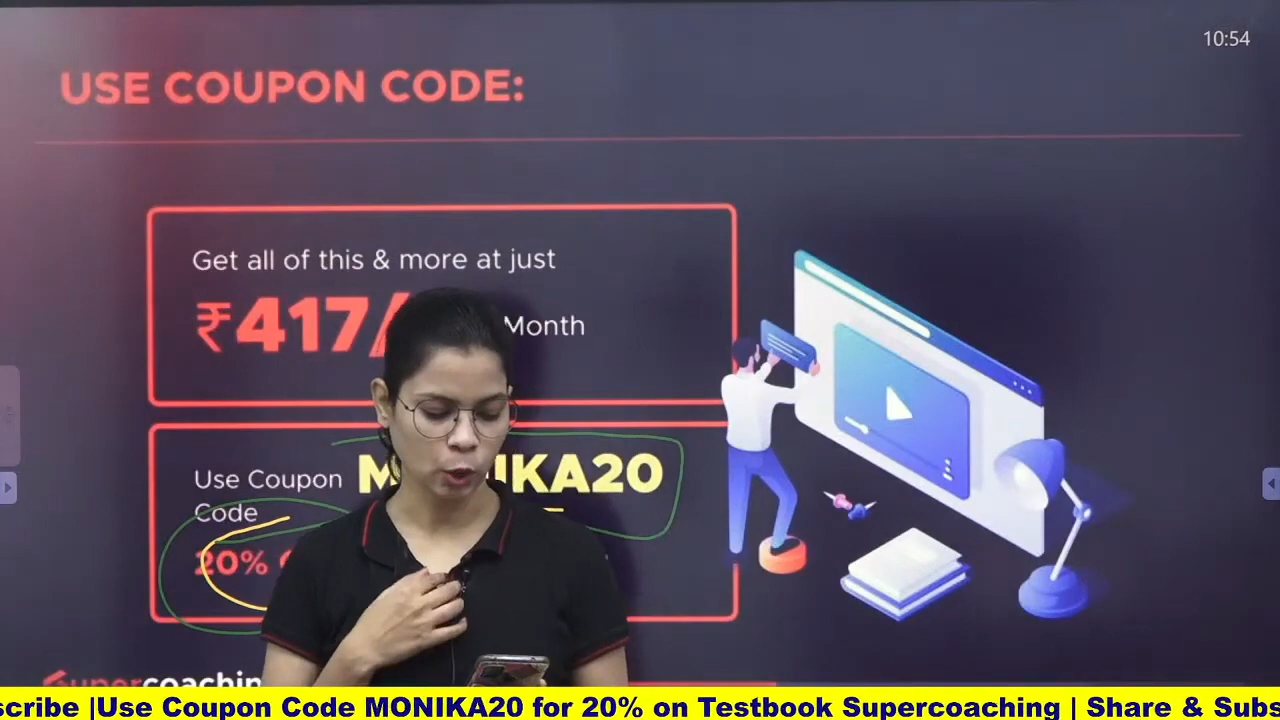 10:54
USE COUPON CODE:
Get all of this & more at just
₹417/
Month
Use Coupon
Code
20%
Supercoachin
scribe |Use Coupon Code MONIKA20 for 20% on Testbook Supercoaching | Share & Subs